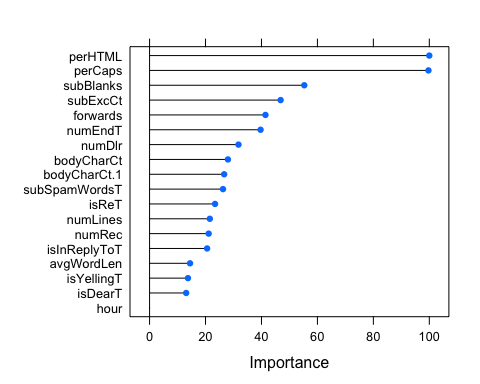 perHTML
perCaps
subBlanks
subExcCt
forwards
numEndT
numDlr
bodyCharCt
bodyCharCt.1
subSpamWordsT
isReT
numLines
numRec
isInReplyToT
avgWordLen
isYellingT
isDearT
hour
0 20 40 60 80 100
Importance